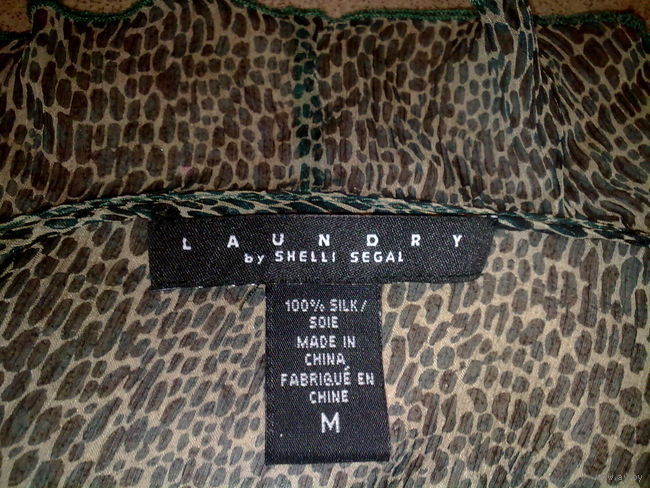 LAUNDRY
by SHELLI SEGAL
100% SILK/
SOIE
MADE IN
CHINA
FABRIQUÉ EN
CHINE
M